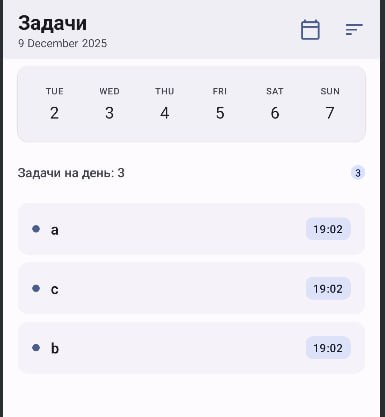 Задачи
9 December 2025
TUE WED THU FRI SAT SUN
2 3 4 5 6 7
Задачи на день: 3 3
a 19:02
c 19:02
b 19:02